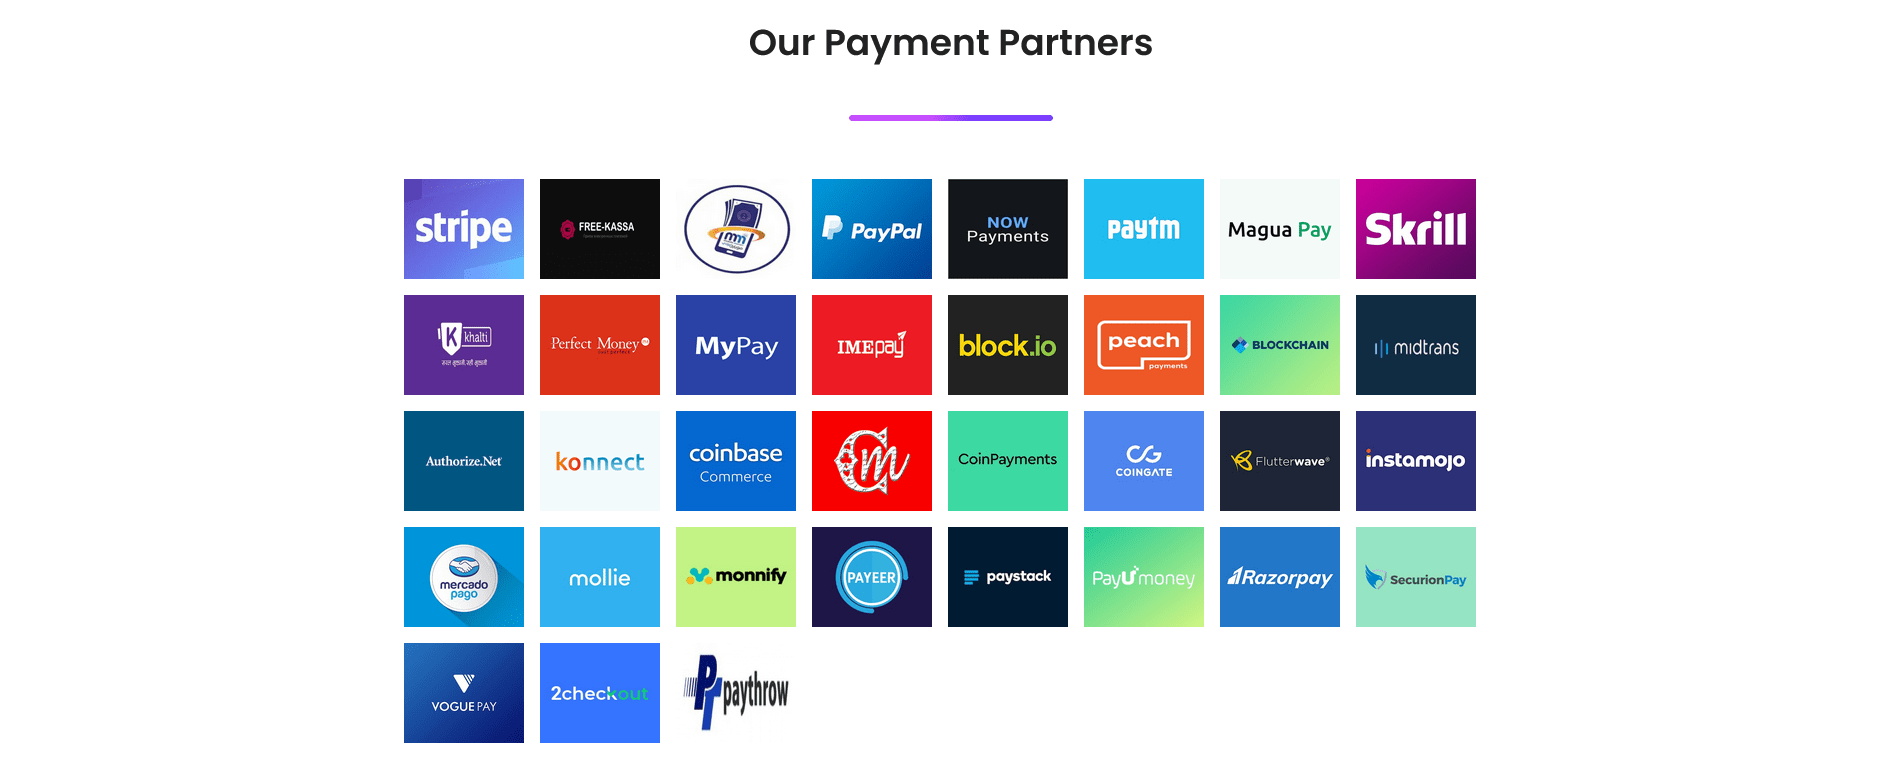 Our Payment Partners
stripe
FREE-KASSA
PayPal
NOW
Payments
paytm
Magua Pay
Skrill
K khalti
Perfect Money
MyPay
IMEpay
block.io
peach
payments
BLOCKCHAIN
midtrans
Authorize.Net
konnect
coinbase
Commerce
CoinPayments
CG
COINGATE
Flutterwave
instamojo
mercado
pago
mollie
monnify
PAYEER
paystack
PayUmoney
Razorpay
SecurionPay
VOGUE PAY
2checkout
PT paythrow